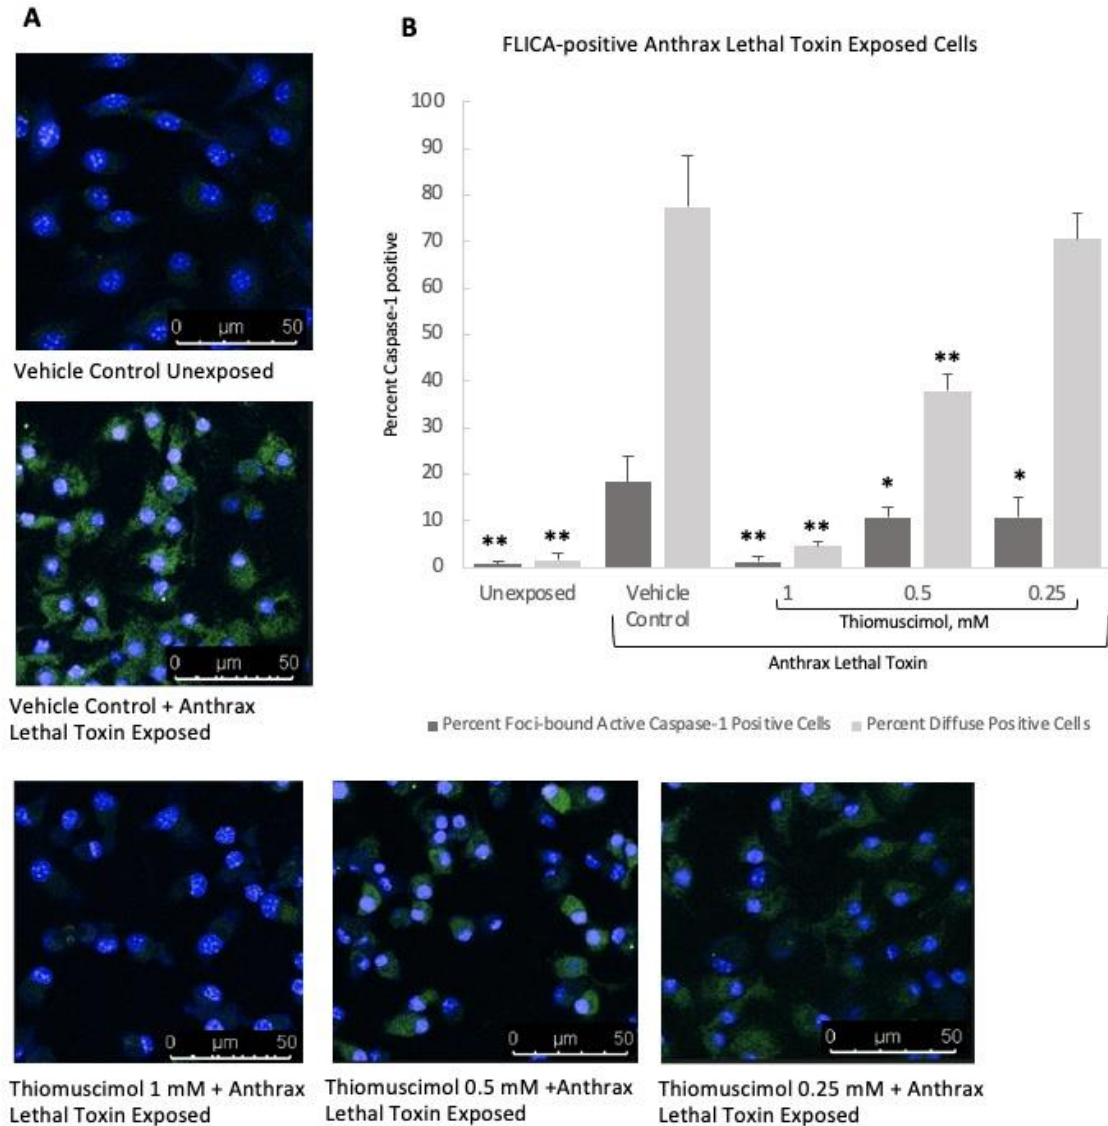 A
0 µm 50
Vehicle Control Unexposed
0 µm 50
Vehicle Control + Anthrax
Lethal Toxin Exposed
B
FLICA-positive Anthrax Lethal Toxin Exposed Cells
Percent Caspase-1 positive
100
90
80
70
60
50
40
30
20
10
0
** ** ** ** * ** *
Unexposed Vehicle 1 0.5 0.25
Control Thiomuscimol, mM
Anthrax Lethal Toxin
Percent Foci-bound Active Caspase-1 Positive Cells Percent Diffuse Positive Cells
0 µm 50
Thiomuscimol 1 mM + Anthrax
Lethal Toxin Exposed
0 µm 50
Thiomuscimol 0.5 mM +Anthrax
Lethal Toxin Exposed
0 µm 50
Thiomuscimol 0.25 mM + Anthrax
Lethal Toxin Exposed